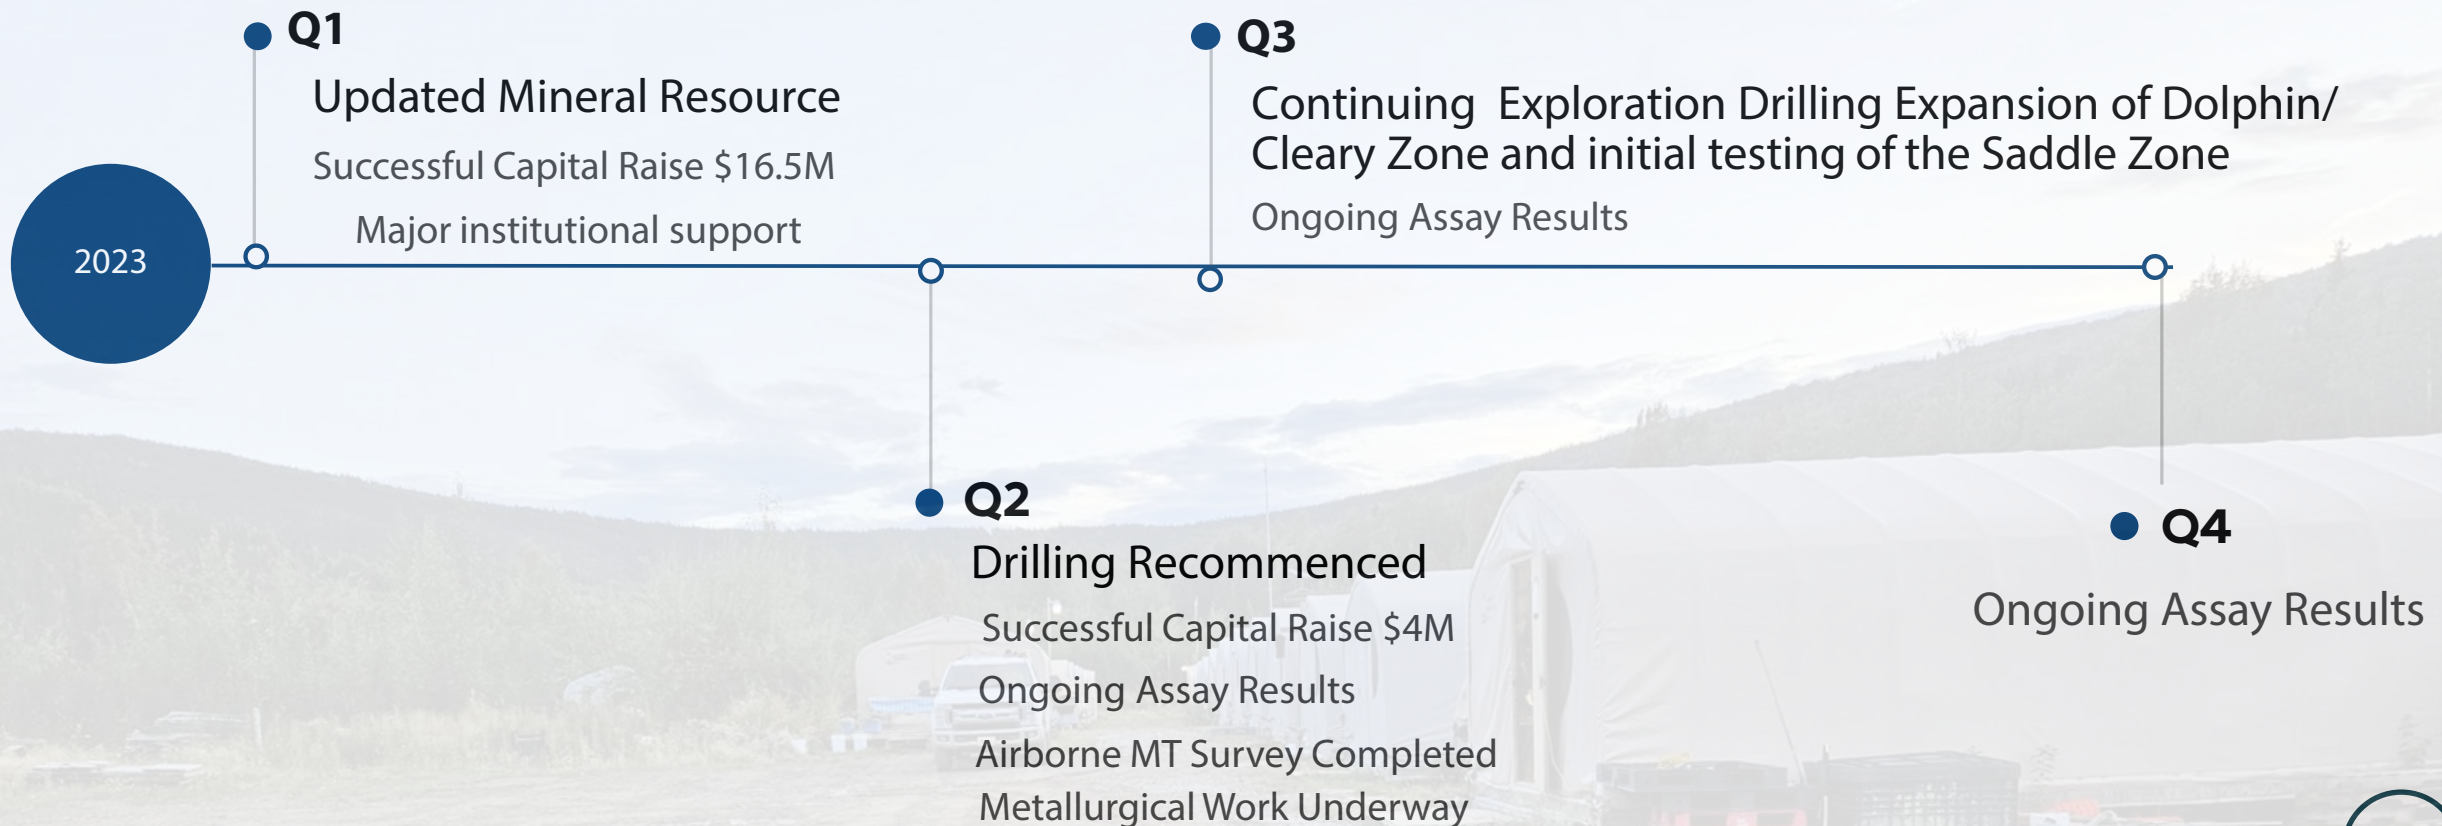 2023
Q1
Updated Mineral Resource
Successful Capital Raise $16.5M
Major institutional support
Q2
Drilling Recommenced
Successful Capital Raise $4M
Ongoing Assay Results
Airborne MT Survey Completed
Metallurgical Work Underway
Q3
Continuing Exploration Drilling Expansion of Dolphin/
Cleary Zone and initial testing of the Saddle Zone
Ongoing Assay Results
Q4
Ongoing Assay Results